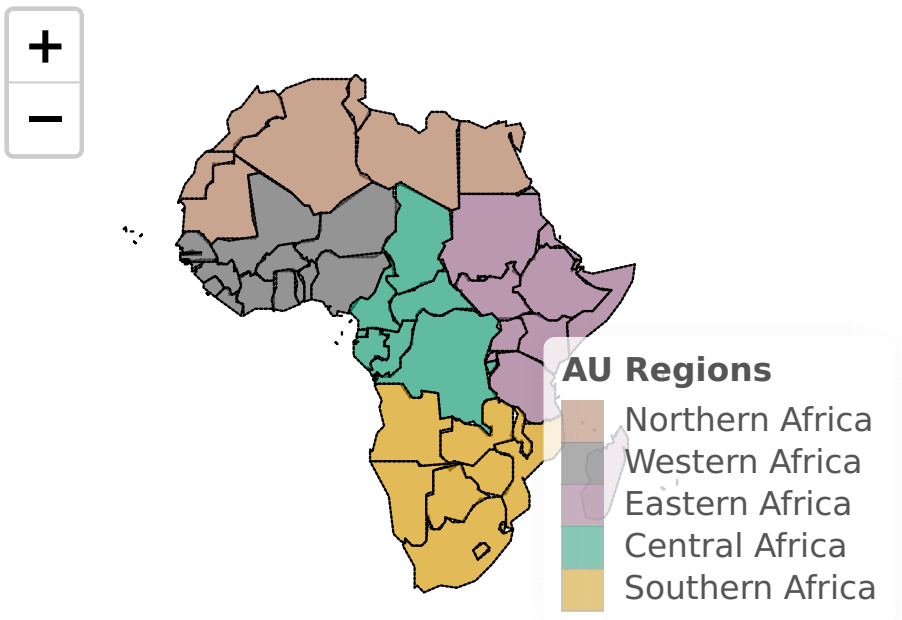 +
−
AU Regions
Northern Africa
Western Africa
Eastern Africa
Central Africa
Southern Africa